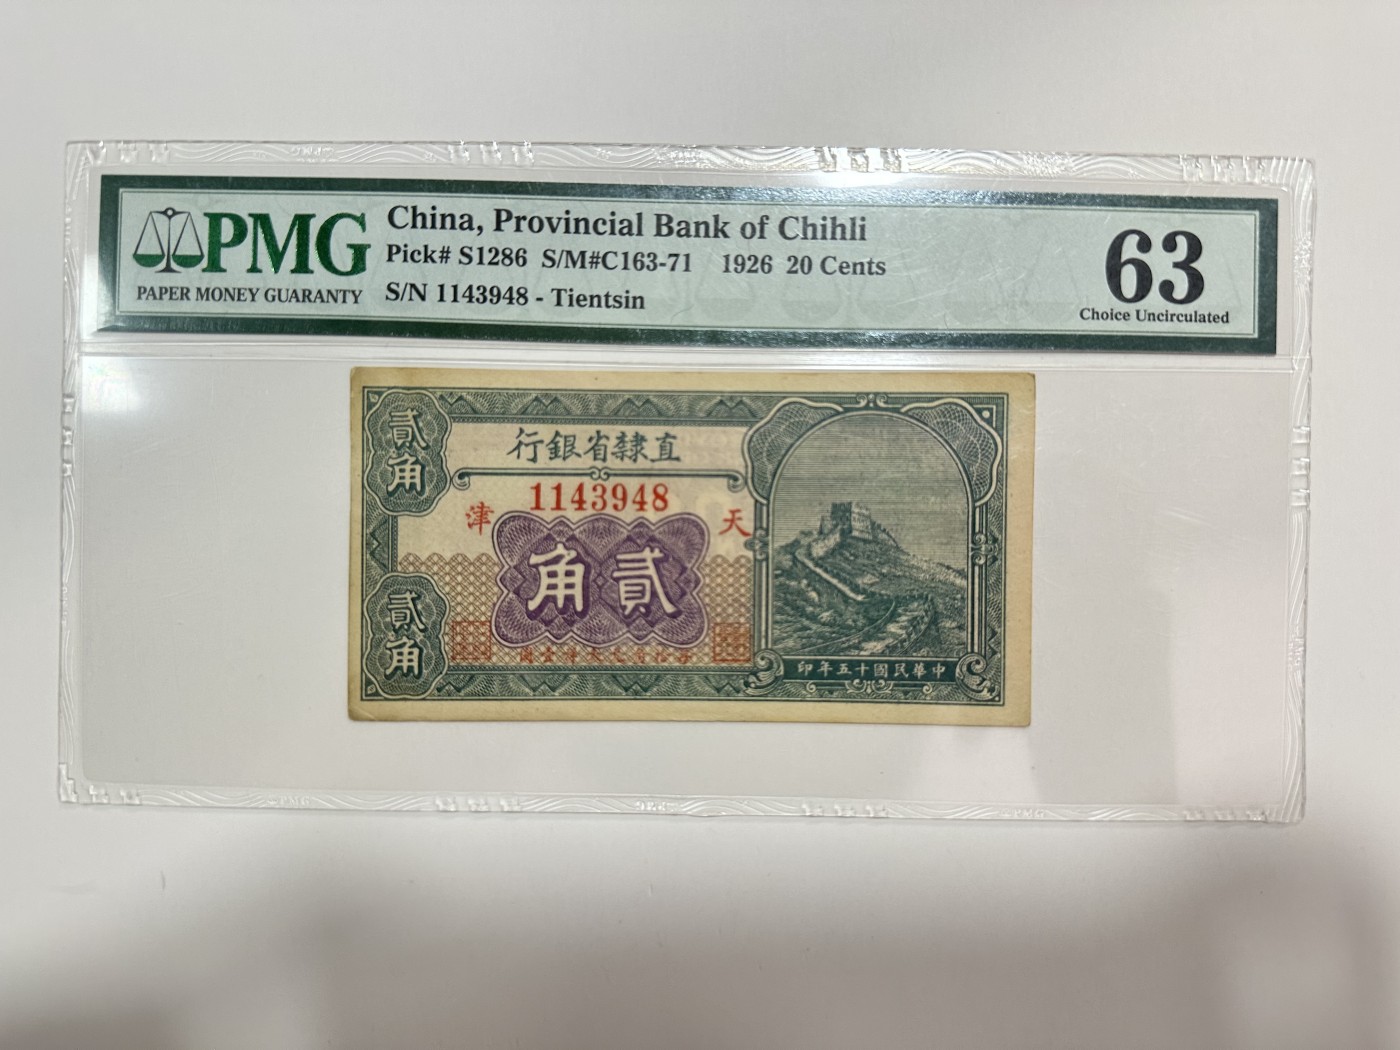 PMG
PAPER MONEY GUARANTY
China, Provincial Bank of Chihli
Pick# S1286 S/M#C163-71 1926 20 Cents
S/N 1143948 - Tientsin
63
Choice Uncirculated
直隸省銀行
1143948
天津
貳角
貳角
貳角
中華民國十五年印